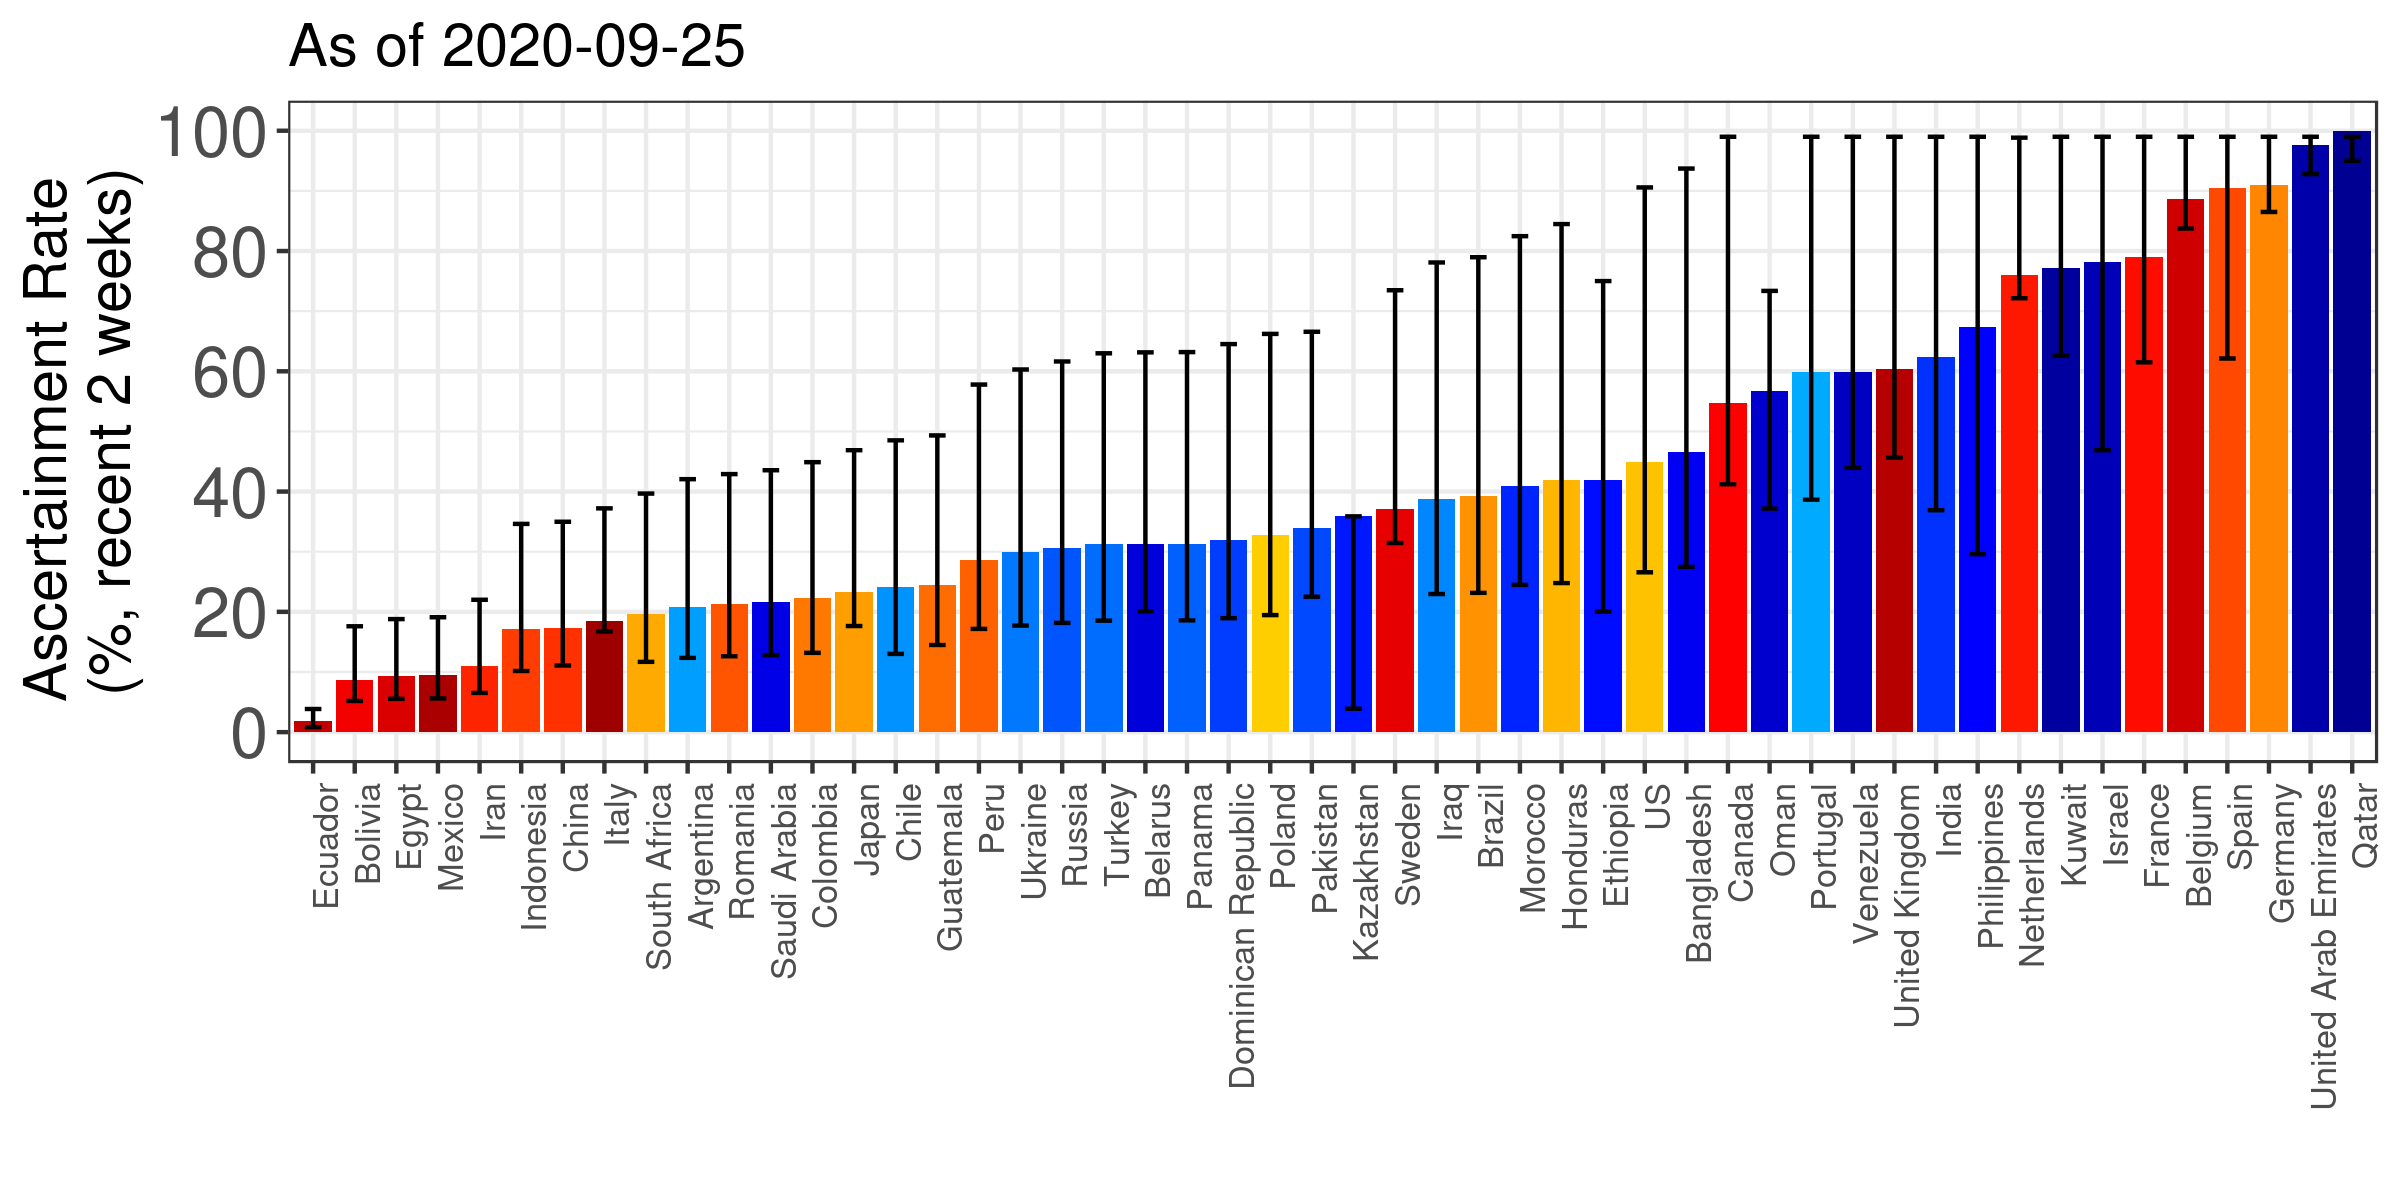 As of 2020-09-25
Ascertainment Rate
(%, recent 2 weeks)
100
80
60
40
20
0
Ecuador
Bolivia
Egypt
Mexico
Iran
Indonesia
China
Italy
South Africa
Argentina
Romania
Saudi Arabia
Colombia
Japan
Chile
Guatemala
Peru
Ukraine
Russia
Turkey
Belarus
Panama
Dominican Republic
Poland
Pakistan
Kazakhstan
Sweden
Iraq
Brazil
Morocco
Honduras
Ethiopia
US
Bangladesh
Canada
Oman
Portugal
Venezuela
United Kingdom
India
Philippines
Netherlands
Kuwait
Israel
France
Belgium
Spain
Germany
United Arab Emirates
Qatar